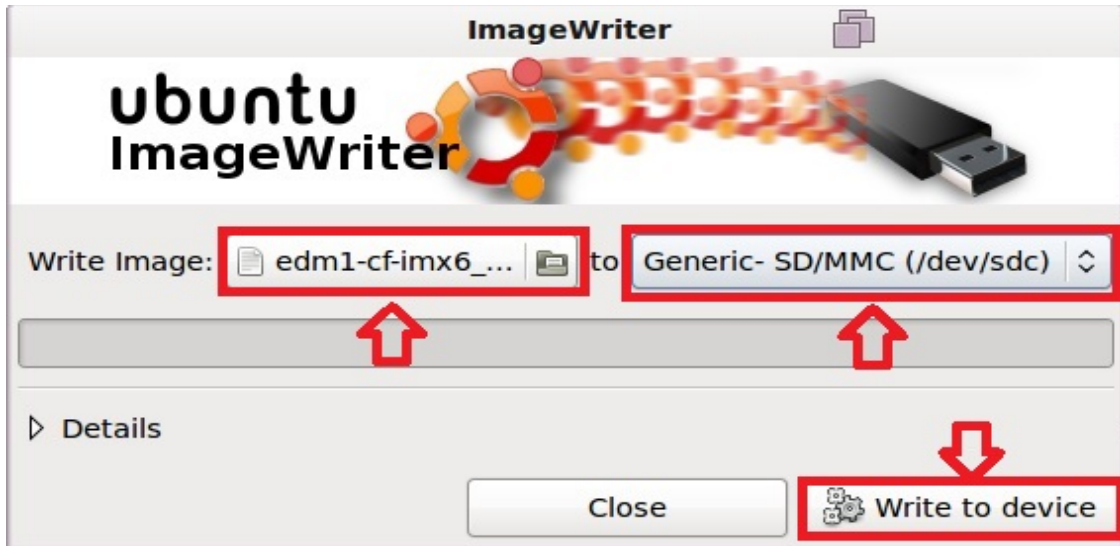 ImageWriter
ubuntu
ImageWriter
Write Image: edm1-cf-imx6_... to Generic- SD/MMC (/dev/sdc)
Details
Close Write to device